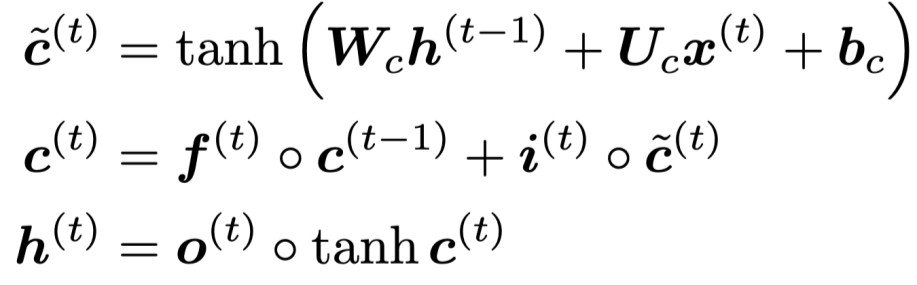 c̃^(t) = tanh (W_c h^(t−1) + U_c x^(t) + b_c)
c^(t) = f^(t) ∘ c^(t−1) + i^(t) ∘ c̃^(t)
h^(t) = o^(t) ∘ tanh c^(t)